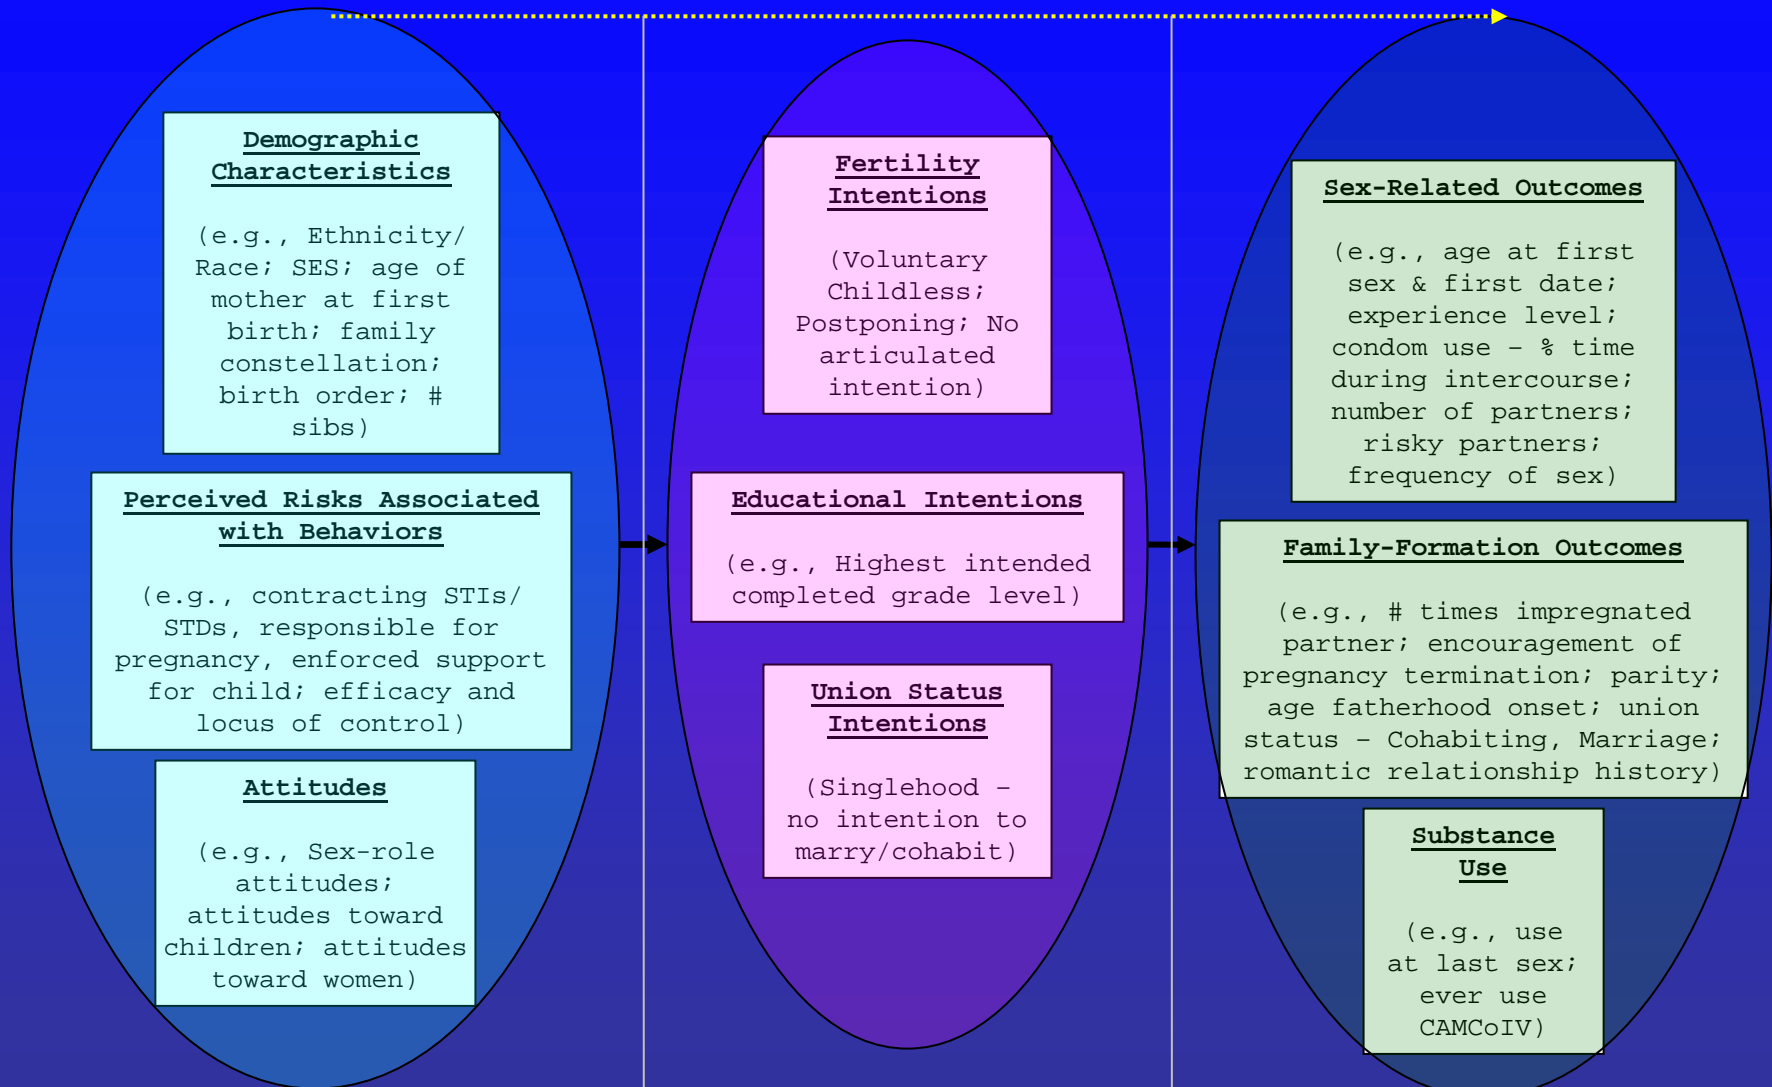 Demographic
Characteristics
(e.g., Ethnicity/
Race; SES; age of
mother at first
birth; family
constellation;
birth order; #
sibs)
Perceived Risks Associated
with Behaviors
(e.g., contracting STIs/
STDs, responsible for
pregnancy, enforced support
for child; efficacy and
locus of control)
Attitudes
(e.g., Sex-role
attitudes;
attitudes toward
children; attitudes
toward women)
Fertility
Intentions
(Voluntary
Childless;
Postponing; No
articulated
intention)
Educational Intentions
(e.g., Highest intended
completed grade level)
Union Status
Intentions
(Singlehood –
no intention to
marry/cohabit)
Sex-Related Outcomes
(e.g., age at first
sex & first date;
experience level;
condom use – % time
during intercourse;
number of partners;
risky partners;
frequency of sex)
Family-Formation Outcomes
(e.g., # times impregnated
partner; encouragement of
pregnancy termination; parity;
age fatherhood onset; union
status – Cohabiting, Marriage;
romantic relationship history)
Substance
Use
(e.g., use
at last sex;
ever use
CAMCoIV)